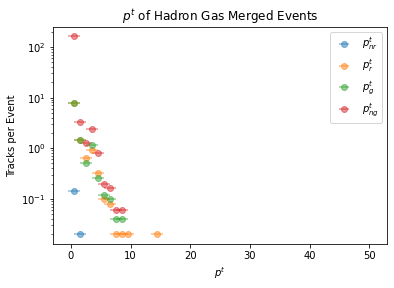 p^t of Hadron Gas Merged Events
Tracks per Event
10^2
10^1
10^0
10^−1
p^t_nr
p^t_r
p^t_g
p^t_ng
0 10 20 30 40 50
p^t